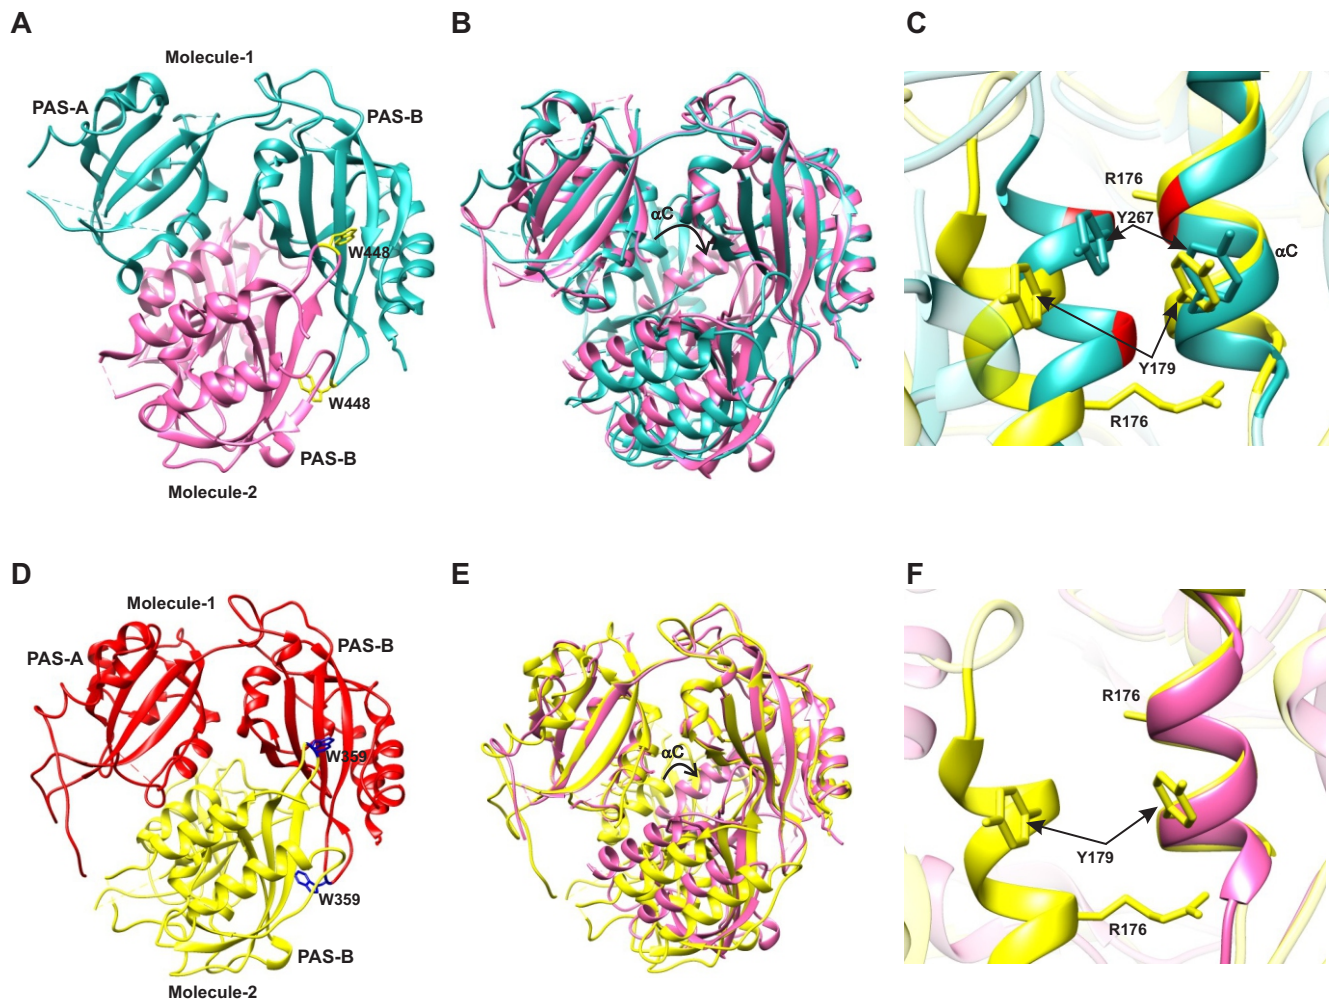 A
Molecule-1
PAS-A
PAS-B
W448
W448
PAS-B
Molecule-2
B
αC
C
R176
Y267
αC
Y179
R176
D
Molecule-1
PAS-A
PAS-B
W359
W359
PAS-B
Molecule-2
E
αC
F
R176
Y179
R176